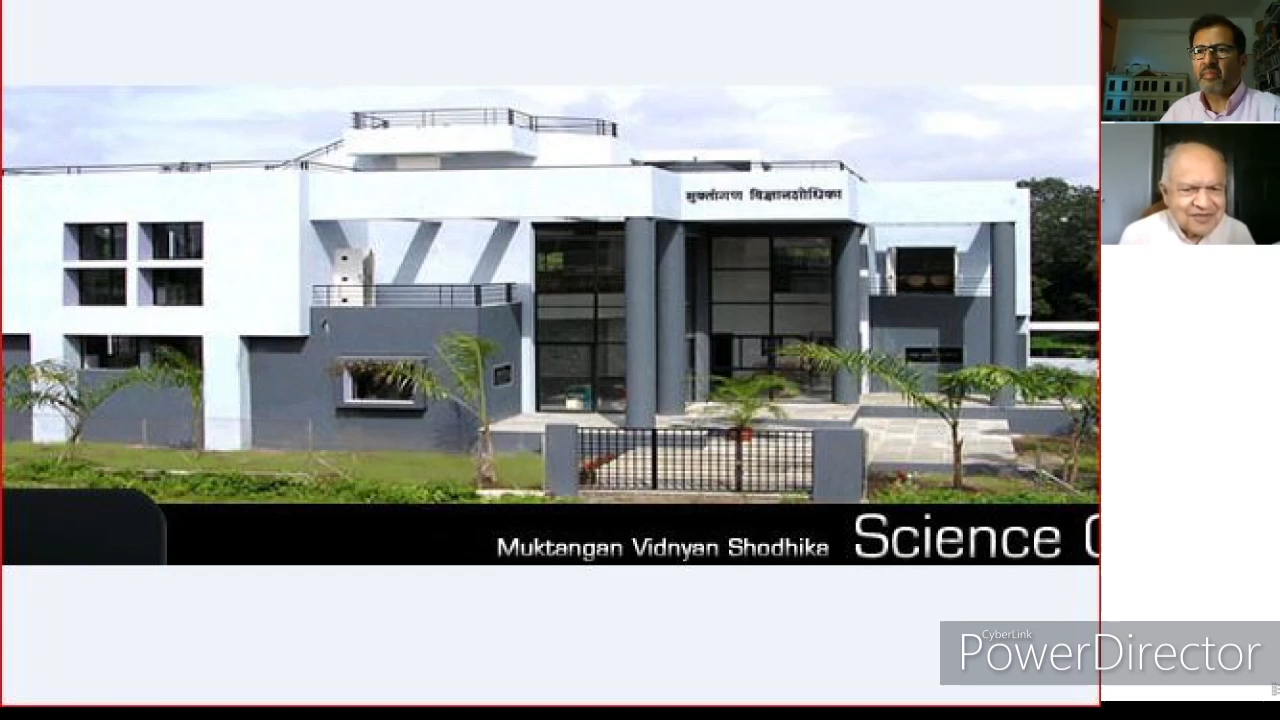 मुक्तांगण विज्ञानशोधिका
Muktangan Vidnyan Shodhika Science
CyberLink
PowerDirector